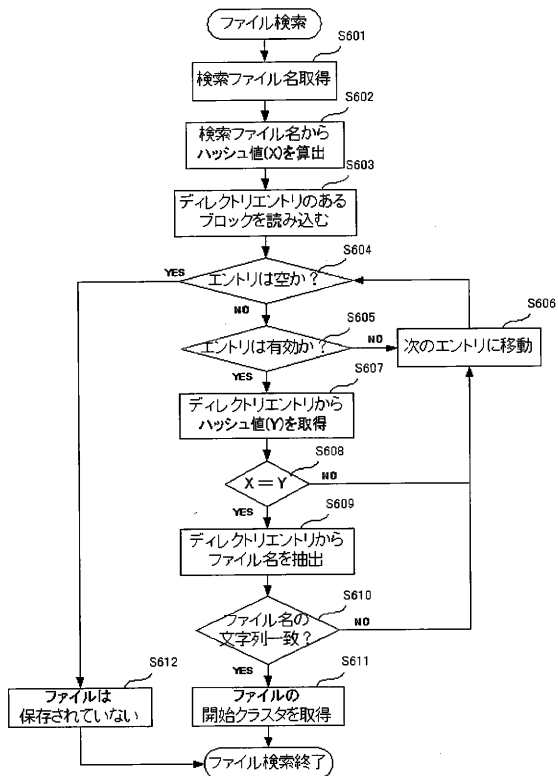 ファイル検索
S601
検索ファイル名取得
S602
検索ファイル名から
ハッシュ値(X)を算出
S603
ディレクトリエントリのある
ブロックを読み込む
S604
YES
エントリは空か？
NO
S605
エントリは有効か？
NO
S606
次のエントリに移動
YES
S607
ディレクトリエントリから
ハッシュ値(Y)を取得
S608
X＝Y
NO
YES
S609
ディレクトリエントリから
ファイル名を抽出
S610
ファイル名の
文字列一致？
NO
YES
S612
ファイルは
保存されていない
S611
ファイルの
開始クラスタを取得
ファイル検索終了